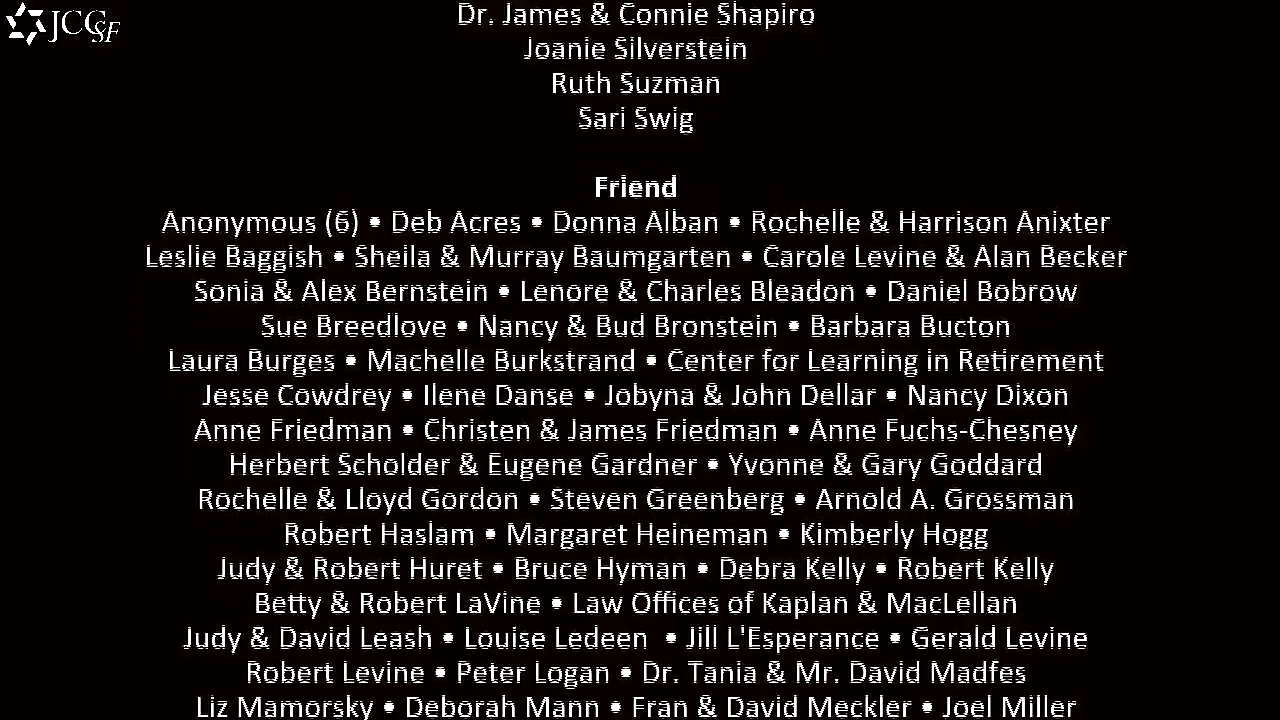 JCCSF
Dr. James & Connie Shapiro
Joanie Silverstein
Ruth Suzman
Sari Swig
Friend
Anonymous (6) • Deb Acres • Donna Alban • Rochelle & Harrison Anixter
Leslie Baggish • Sheila & Murray Baumgarten • Carole Levine & Alan Becker
Sonia & Alex Bernstein • Lenore & Charles Bleadon • Daniel Bobrow
Sue Breedlove • Nancy & Bud Bronstein • Barbara Bucton
Laura Burges • Machelle Burkstrand • Center for Learning in Retirement
Jesse Cowdrey • Ilene Danse • Jobyna & John Dellar • Nancy Dixon
Anne Friedman • Christen & James Friedman • Anne Fuchs-Chesney
Herbert Scholder & Eugene Gardner • Yvonne & Gary Goddard
Rochelle & Lloyd Gordon • Steven Greenberg • Arnold A. Grossman
Robert Haslam • Margaret Heineman • Kimberly Hogg
Judy & Robert Huret • Bruce Hyman • Debra Kelly • Robert Kelly
Betty & Robert LaVine • Law Offices of Kaplan & MacLellan
Judy & David Leash • Louise Ledeen • Jill L'Esperance • Gerald Levine
Robert Levine • Peter Logan • Dr. Tania & Mr. David Madfes
Liz Mamorsky • Deborah Mann • Fran & David Meckler • Joel Miller